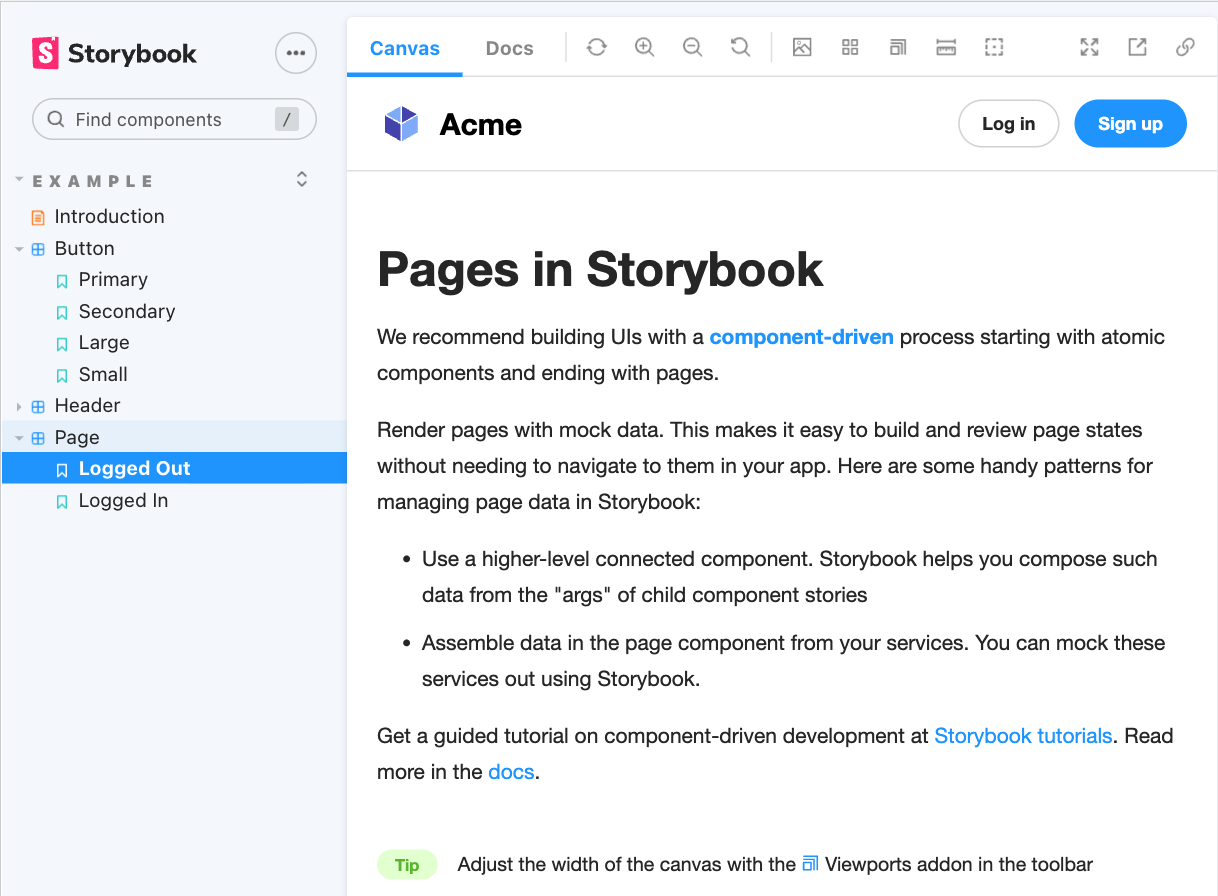 Storybook
Find components
/
EXAMPLE
Introduction
Button
Primary
Secondary
Large
Small
Header
Page
Logged Out
Logged In
Canvas
Docs
Acme
Log in
Sign up
Pages in Storybook
We recommend building UIs with a component-driven process starting with atomic
components and ending with pages.
Render pages with mock data. This makes it easy to build and review page states
without needing to navigate to them in your app. Here are some handy patterns for
managing page data in Storybook:
• Use a higher-level connected component. Storybook helps you compose such
data from the "args" of child component stories
• Assemble data in the page component from your services. You can mock these
services out using Storybook.
Get a guided tutorial on component-driven development at Storybook tutorials. Read
more in the docs.
Tip
Adjust the width of the canvas with the Viewports addon in the toolbar